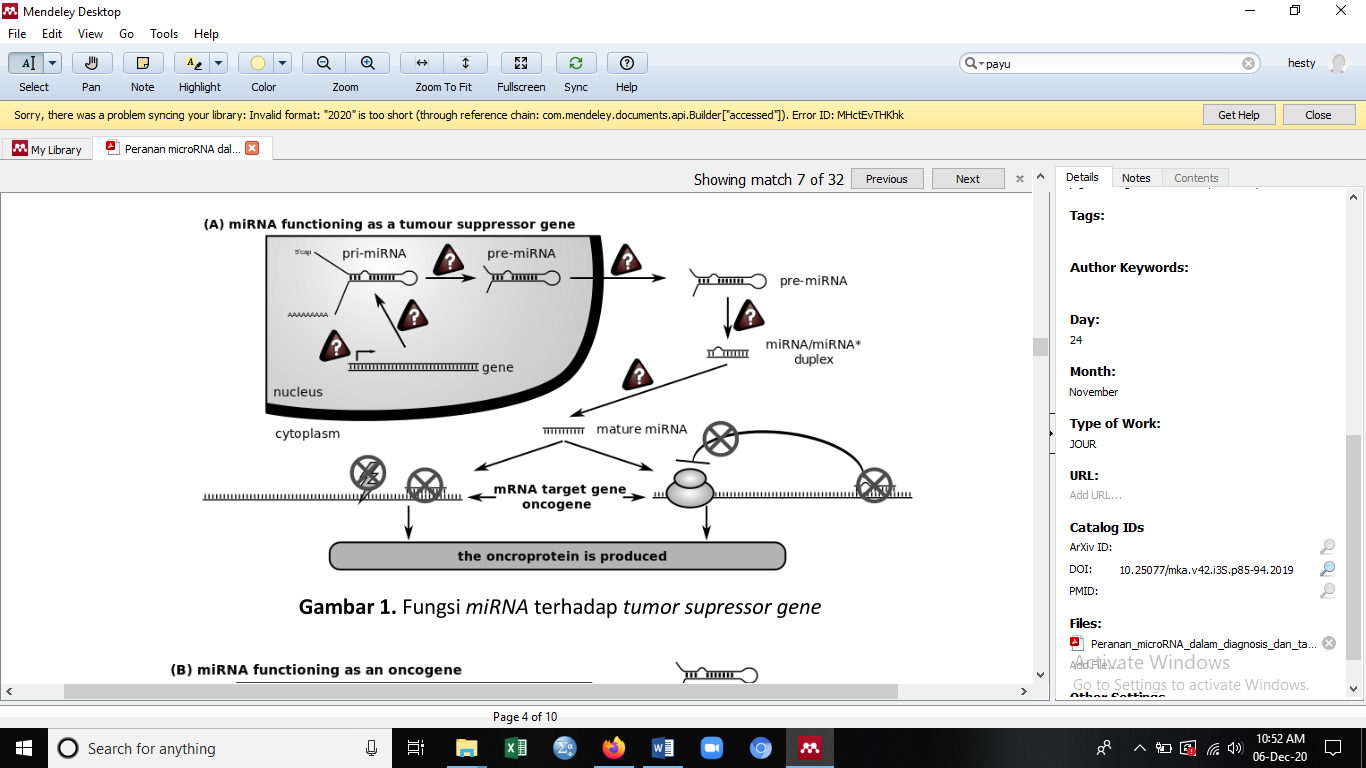 Mendeley Desktop
File Edit View Go Tools Help
payu
hesty
Select Pan Note Highlight Color Zoom Zoom To Fit Fullscreen Sync Help
Sorry, there was a problem syncing your library: Invalid format: "2020" is too short (through reference chain: com.mendeley.documents.api.Builder["accessed"]). Error ID: MHctEvTHKhk
Get Help Close
My Library
Peranan microRNA dal...
Showing match 7 of 32 Previous Next
(A) miRNA functioning as a tumour suppressor gene
5'cap
pri-miRNA
pre-miRNA
pre-miRNA
AAAAAAAAA
miRNA/miRNA*
duplex
gene
nucleus
cytoplasm
mature miRNA
mRNA target gene
oncogene
the oncroprotein is produced
Gambar 1. Fungsi miRNA terhadap tumor supressor gene
(B) miRNA functioning as an oncogene
Page 4 of 10
Details Notes Contents
Tags:
Author Keywords:
Day:
24
Month:
November
Type of Work:
JOUR
URL:
Add URL...
Catalog IDs
ArXiv ID:
DOI: 10.25077/mka.v42.i3S.p85-94.2019
PMID:
Files:
Peranan_microRNA_dalam_diagnosis_dan_ta...
Add File...
Activate Windows
Go to Settings to activate Windows.
Other Settings
Search for anything
10:52 AM
06-Dec-20